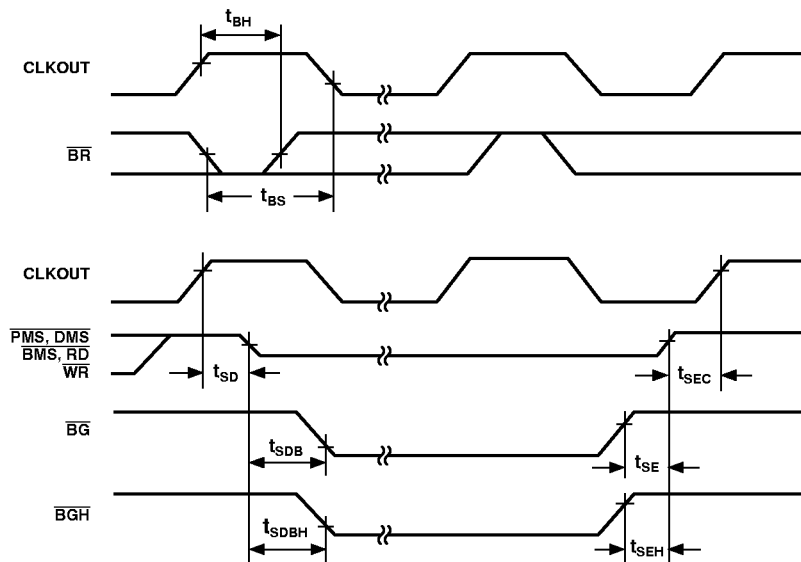 tBH
CLKOUT
BR
tBS
CLKOUT
PMS, DMS
BMS, RD
WR
tSD
tSEC
BG
tSDB
tSE
BGH
tSDBH
tSEH